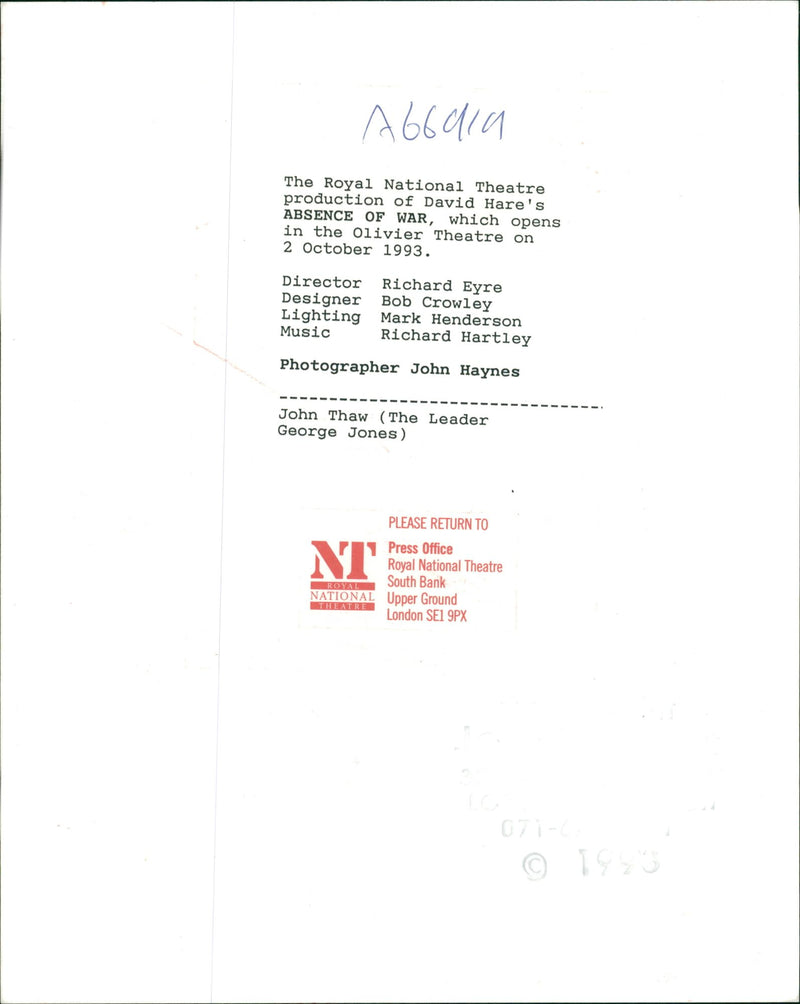 The Royal National Theatre
production of David Hare's
ABSENCE OF WAR, which opens
in the Olivier Theatre on
2 October 1993.
Director Richard Eyre
Designer Bob Crowley
Lighting Mark Henderson
Music Richard Hartley
Photographer John Haynes
John Thaw (The Leader
George Jones)
PLEASE RETURN TO
NT
ROYAL
NATIONAL
THEATRE
Press Office
Royal National Theatre
South Bank
Upper Ground
London SE1 9PX
© 1993